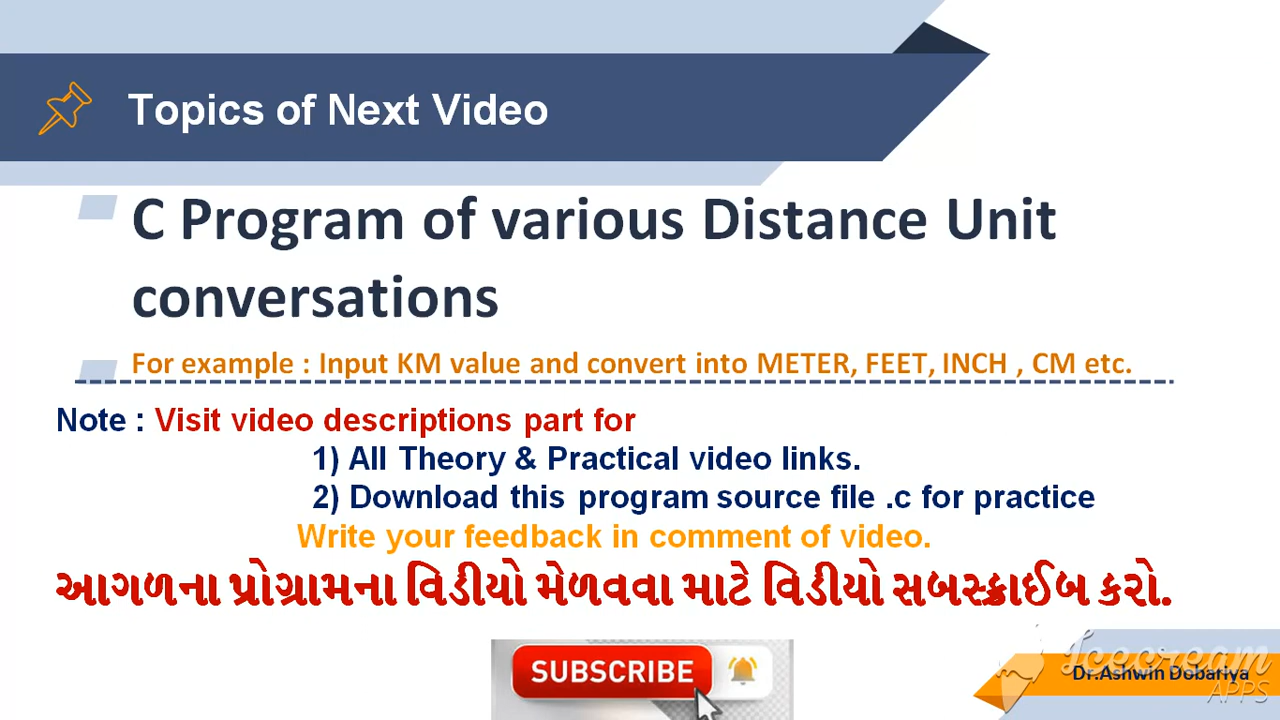 Topics of Next Video
C Program of various Distance Unit
conversations
For example : Input KM value and convert into METER, FEET, INCH , CM etc.
Note : Visit video descriptions part for
1) All Theory & Practical video links.
2) Download this program source file .c for practice
Write your feedback in comment of video.
આગળના પ્રોગ્રામના વિડીયો મેળવવા માટે વિડીયો સબસ્ક્રાઈબ કરો.
SUBSCRIBE
Icecream
Dr.Ashwin Dobariya
APPS